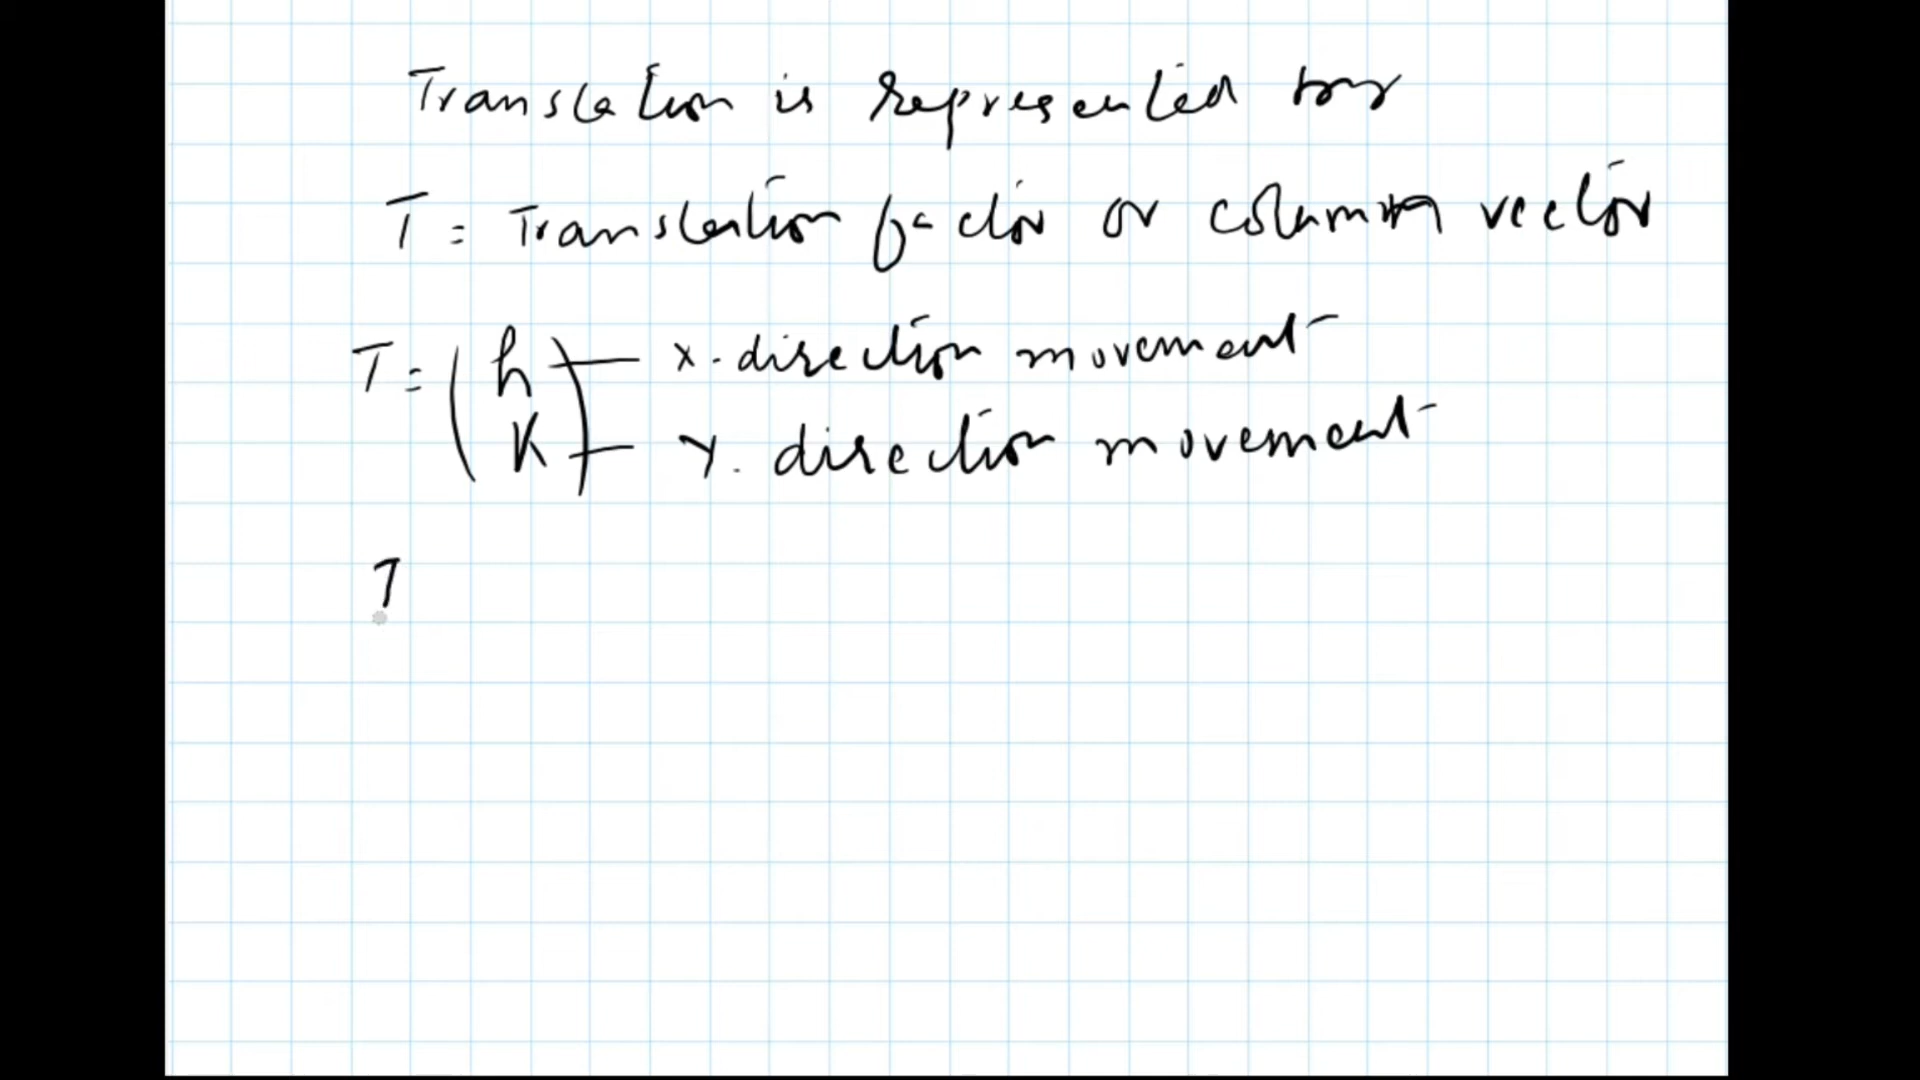 Translation is represented by
T = Translation factor or column vector
T = ( h — x-direction movement
K ) — Y. direction movement
T